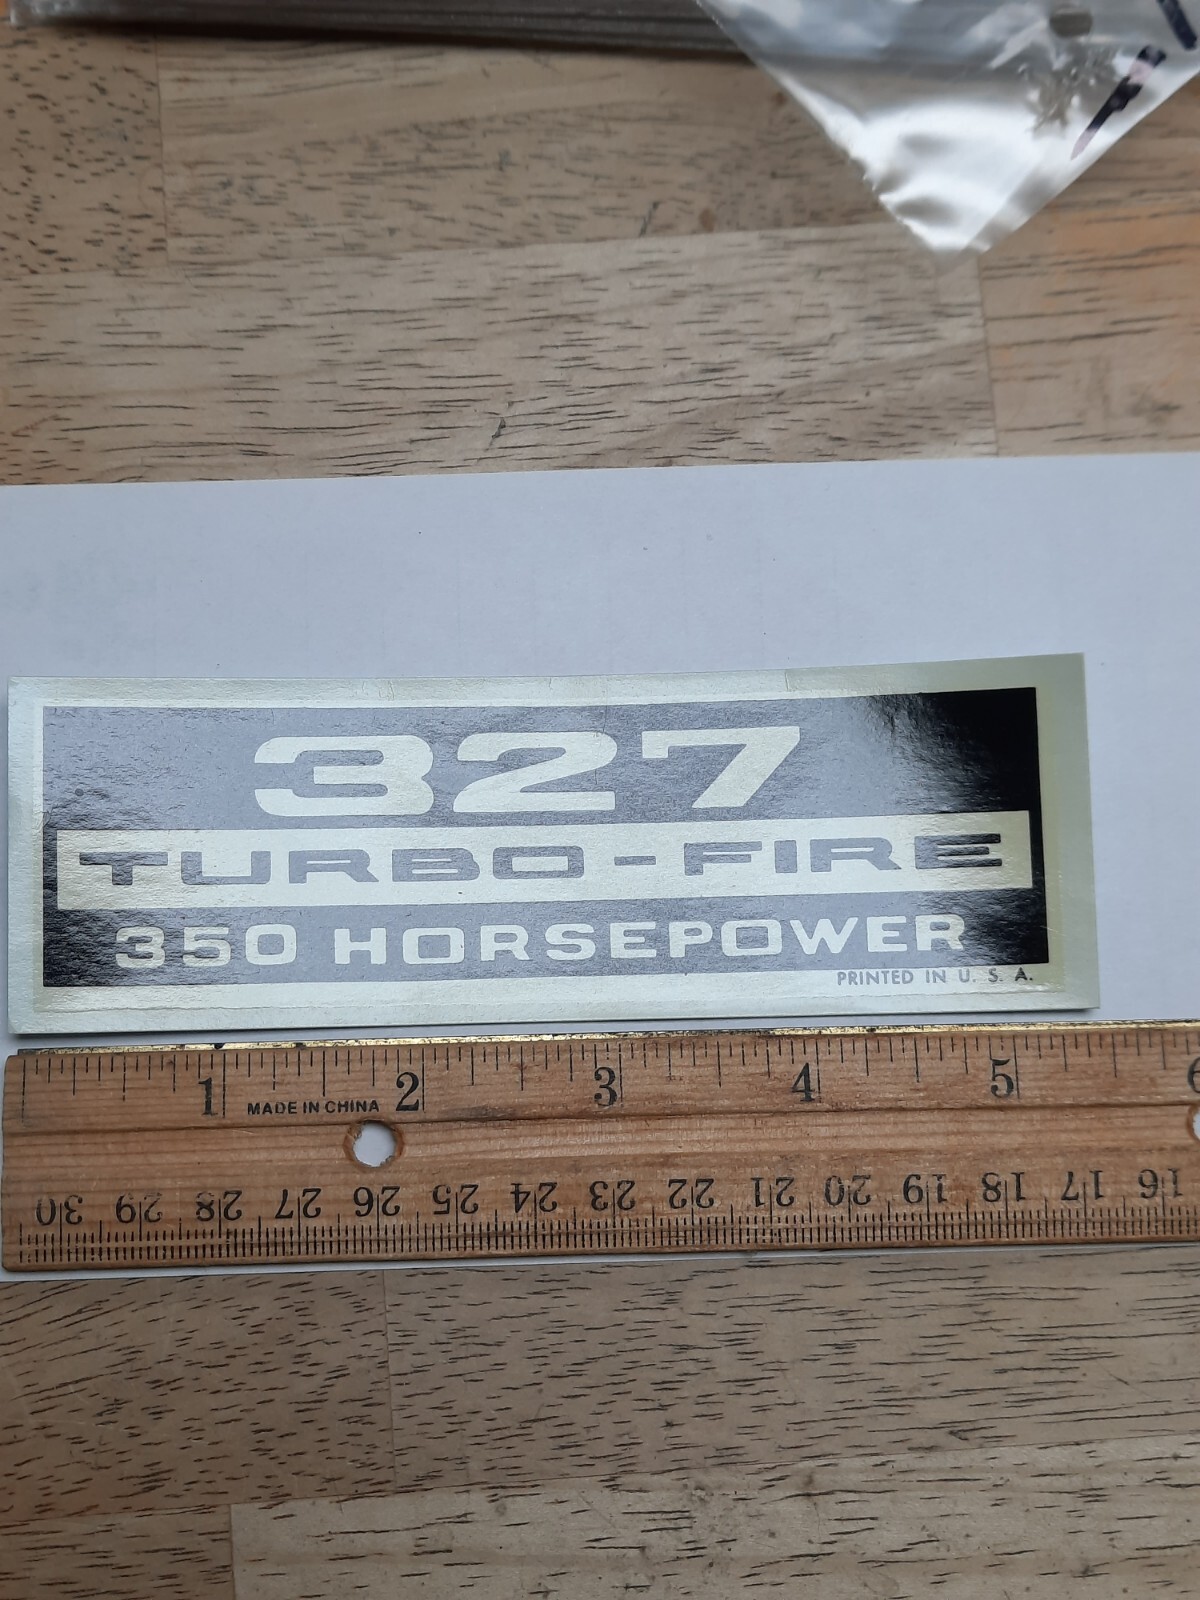 327
TURBO-FIRE
350 HORSEPOWER
PRINTED IN U. S. A.
1 2 3 4 5 6
MADE IN CHINA
30 29 28 27 26 25 24 23 22 21 20 19 18 17 16